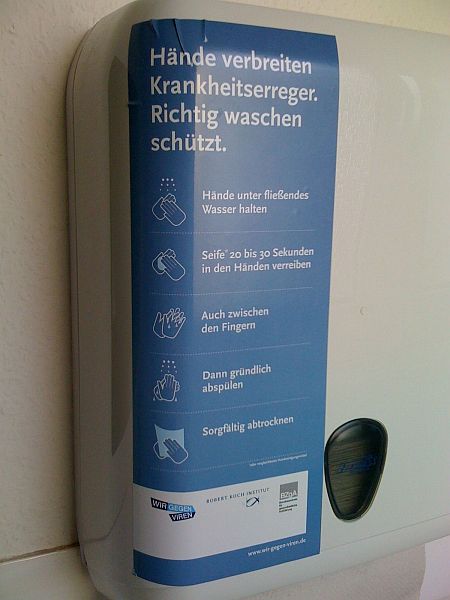 Hände verbreiten
Krankheitserreger.
Richtig waschen
schützt.
Hände unter fließendes
Wasser halten
Seife* 20 bis 30 Sekunden
in den Händen verreiben
Auch zwischen
den Fingern
Dann gründlich
abspülen
Sorgfältig abtrocknen
WIR GEGEN
VIREN
ROBERT KOCH INSTITUT
BZgA
www.wir-gegen-viren.de